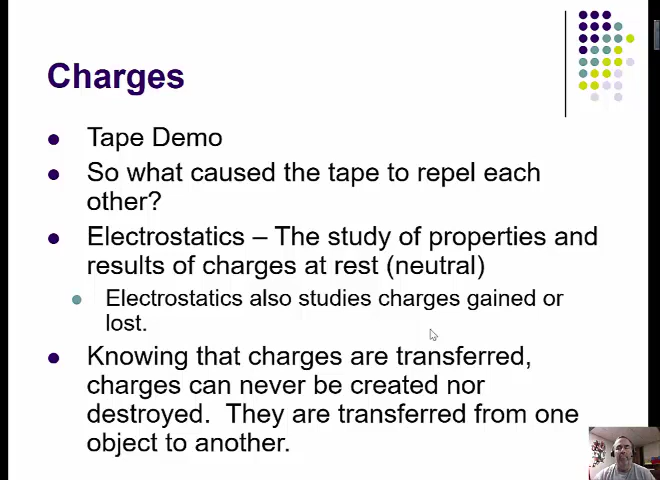 Charges
Tape Demo
So what caused the tape to repel each
other?
Electrostatics – The study of properties and
results of charges at rest (neutral)
Electrostatics also studies charges gained or
lost.
Knowing that charges are transferred,
charges can never be created nor
destroyed.  They are transferred from one
object to another.